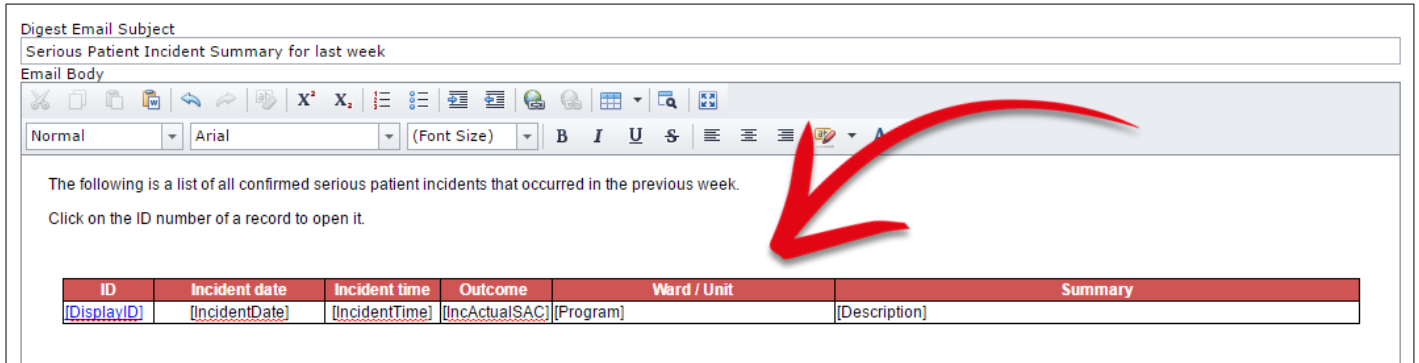 Digest Email Subject
Serious Patient Incident Summary for last week
Email Body
X² X₂
Normal Arial (Font Size) B I U S A
The following is a list of all confirmed serious patient incidents that occurred in the previous week.
Click on the ID number of a record to open it.
ID Incident date Incident time Outcome Ward / Unit Summary
[DisplayID] [IncidentDate] [IncidentTime] [IncActualSAC] [Program] [Description]